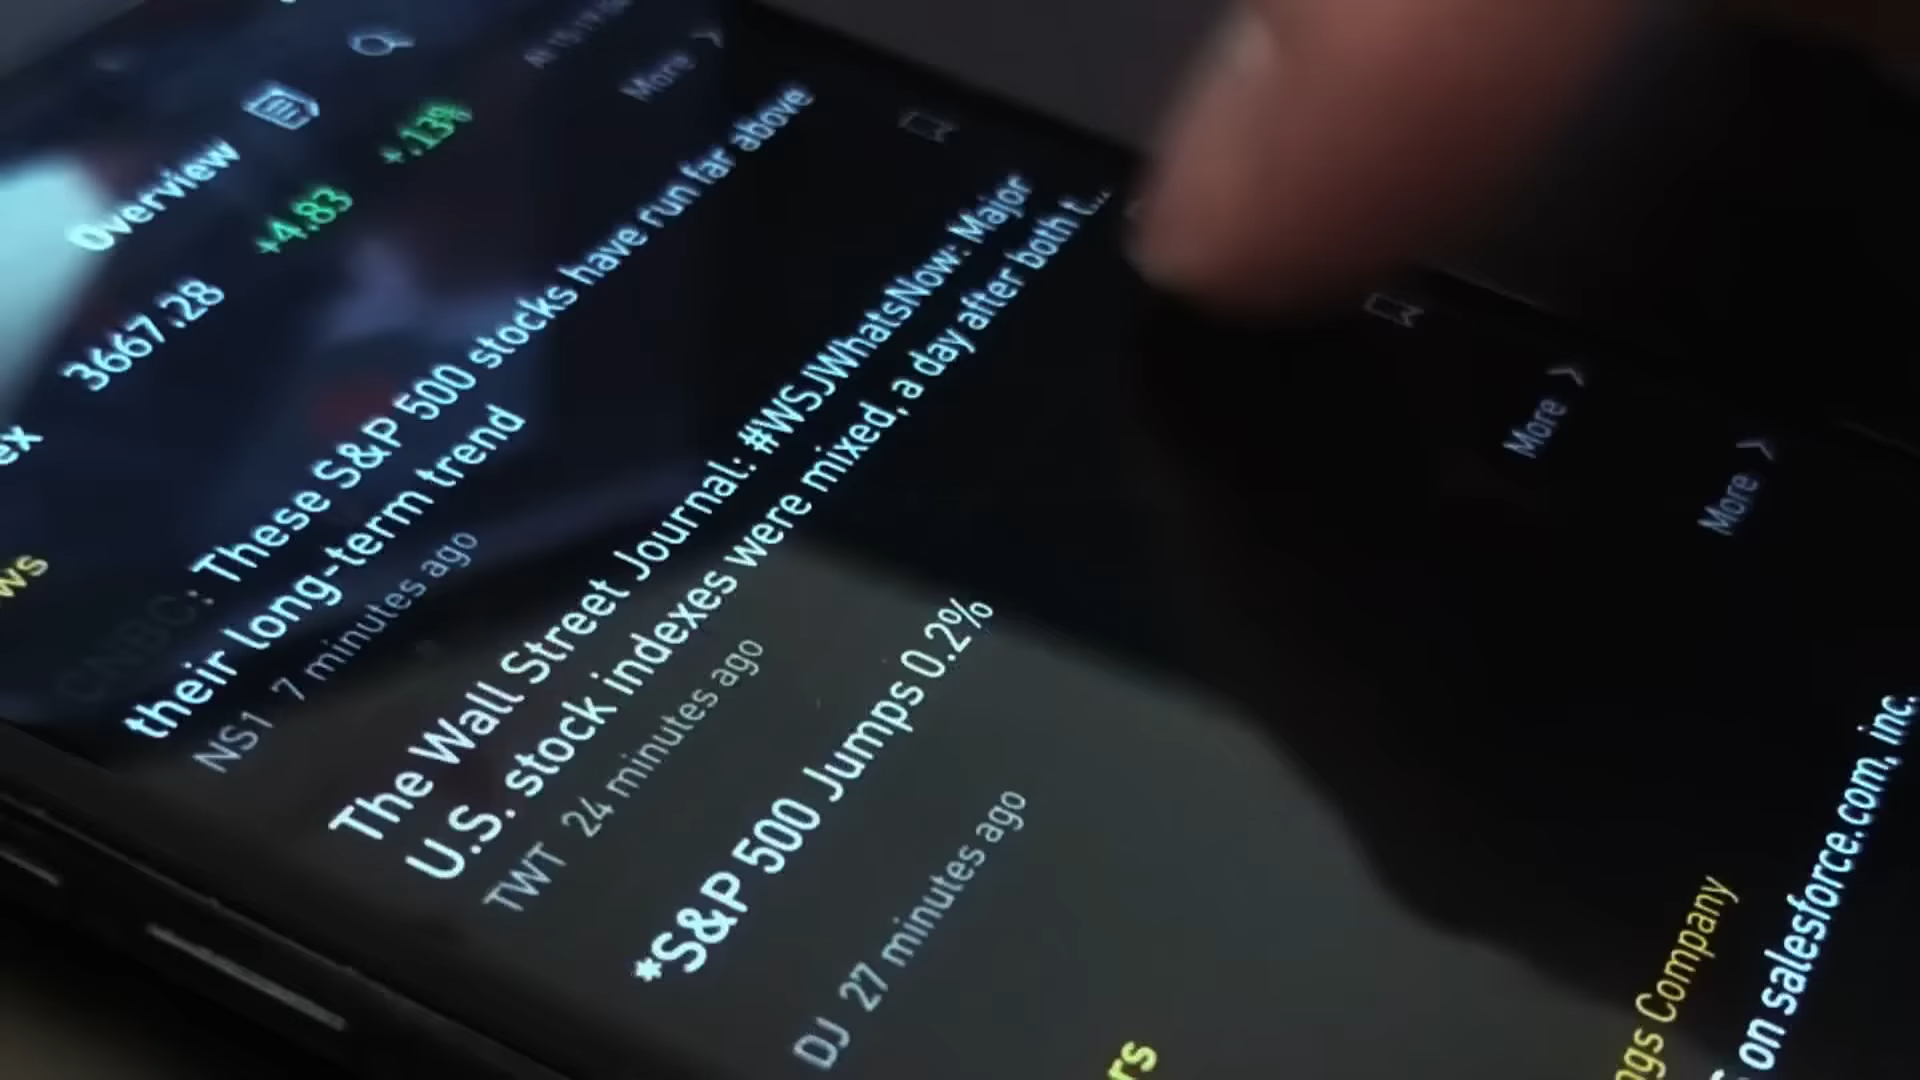 Overview
ex
3667.28
+4.83
+.13%
More
ws
CNBC: These S&P 500 stocks have run far above
their long-term trend
NS1 7 minutes ago
The Wall Street Journal: #WSJWhatsNow: Major
U.S. stock indexes were mixed, a day after both t...
TWT 24 minutes ago
*S&P 500 Jumps 0.2%
DJ 27 minutes ago
More
rs
More
ngs Company
on salesforce.com, inc.